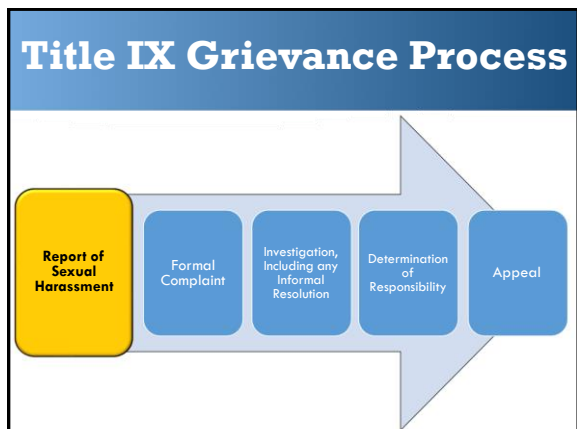 Title IX Grievance Process
Report of
Sexual
Harassment
Formal
Complaint
Investigation,
Including any
Informal
Resolution
Determination
of
Responsibility
Appeal